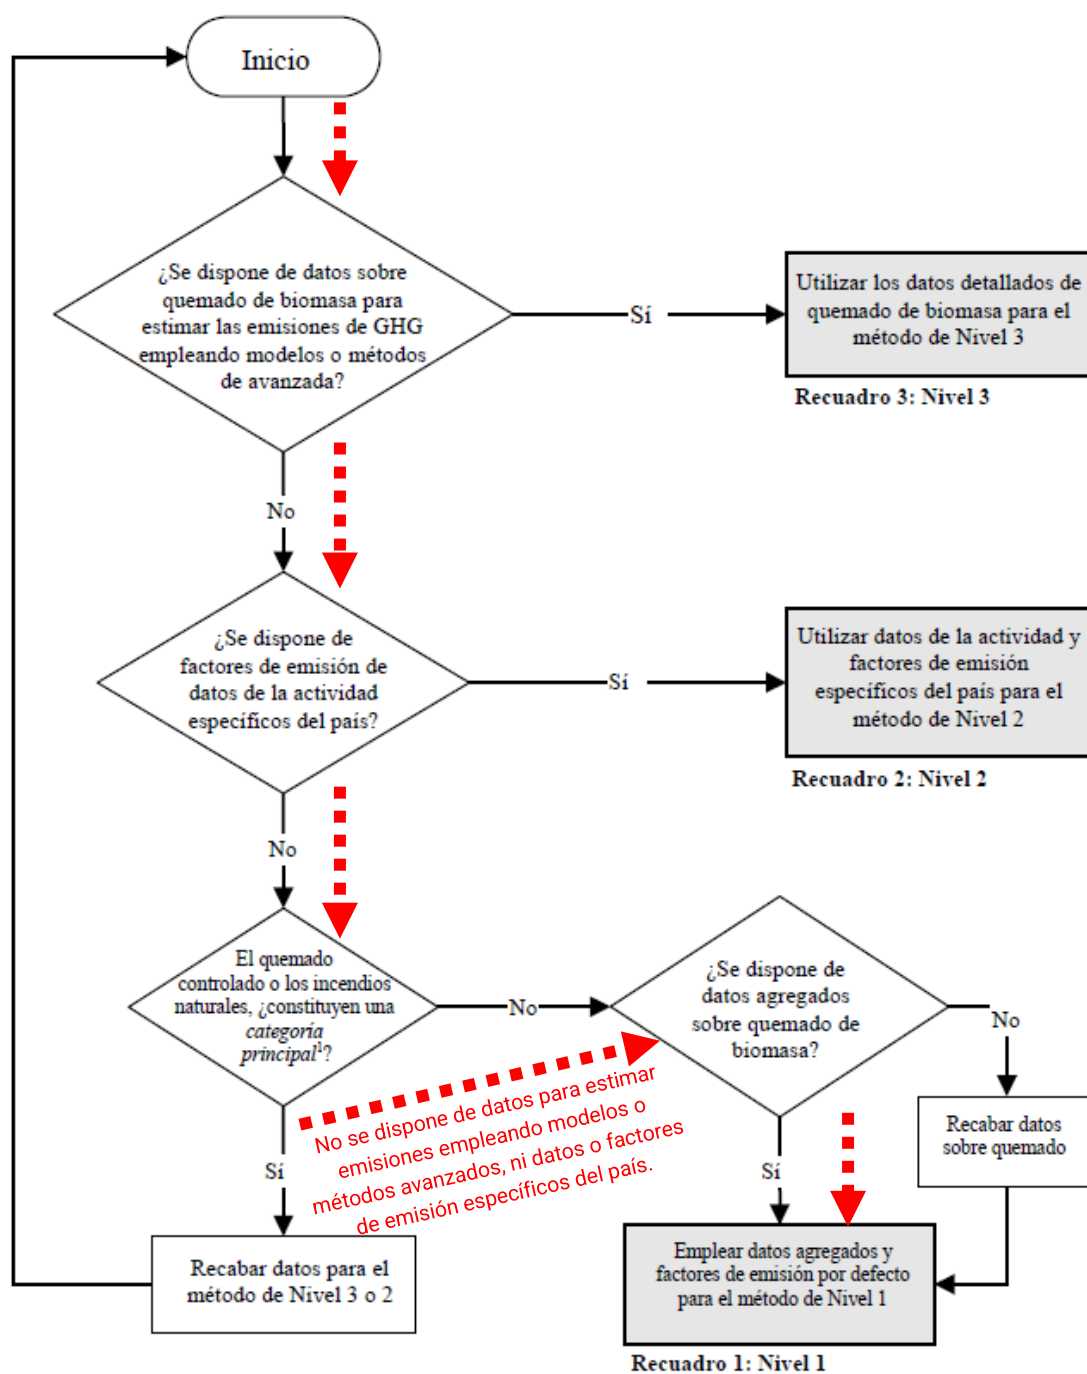 Inicio
¿Se dispone de datos sobre
quemado de biomasa para
estimar las emisiones de GHG
empleando modelos o métodos
de avanzada?
Sí
Utilizar los datos detallados de
quemado de biomasa para el
método de Nivel 3
Recuadro 3: Nivel 3
No
¿Se dispone de
factores de emisión de
datos de la actividad
específicos del país?
Sí
Utilizar datos de la actividad y
factores de emisión
específicos del país para el
método de Nivel 2
Recuadro 2: Nivel 2
No
El quemado
controlado o los incendios
naturales, ¿constituyen una
categoría
principal¹?
No
¿Se dispone de
datos agregados
sobre quemado de
biomasa?
No
Recabar datos
sobre quemado
No se dispone de datos para estimar
emisiones empleando modelos o
métodos avanzados, ni datos o factores
de emisión específicos del país.
Sí
Sí
Recabar datos para el
método de Nivel 3 o 2
Emplear datos agregados y
factores de emisión por defecto
para el método de Nivel 1
Recuadro 1: Nivel 1